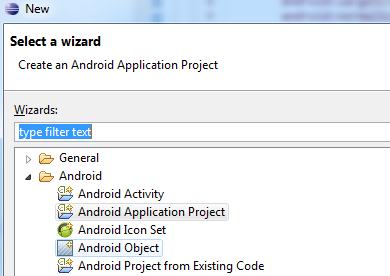 New
Select a wizard
Create an Android Application Project
Wizards:
type filter text
General
Android
Android Activity
Android Application Project
Android Icon Set
Android Object
Android Project from Existing Code